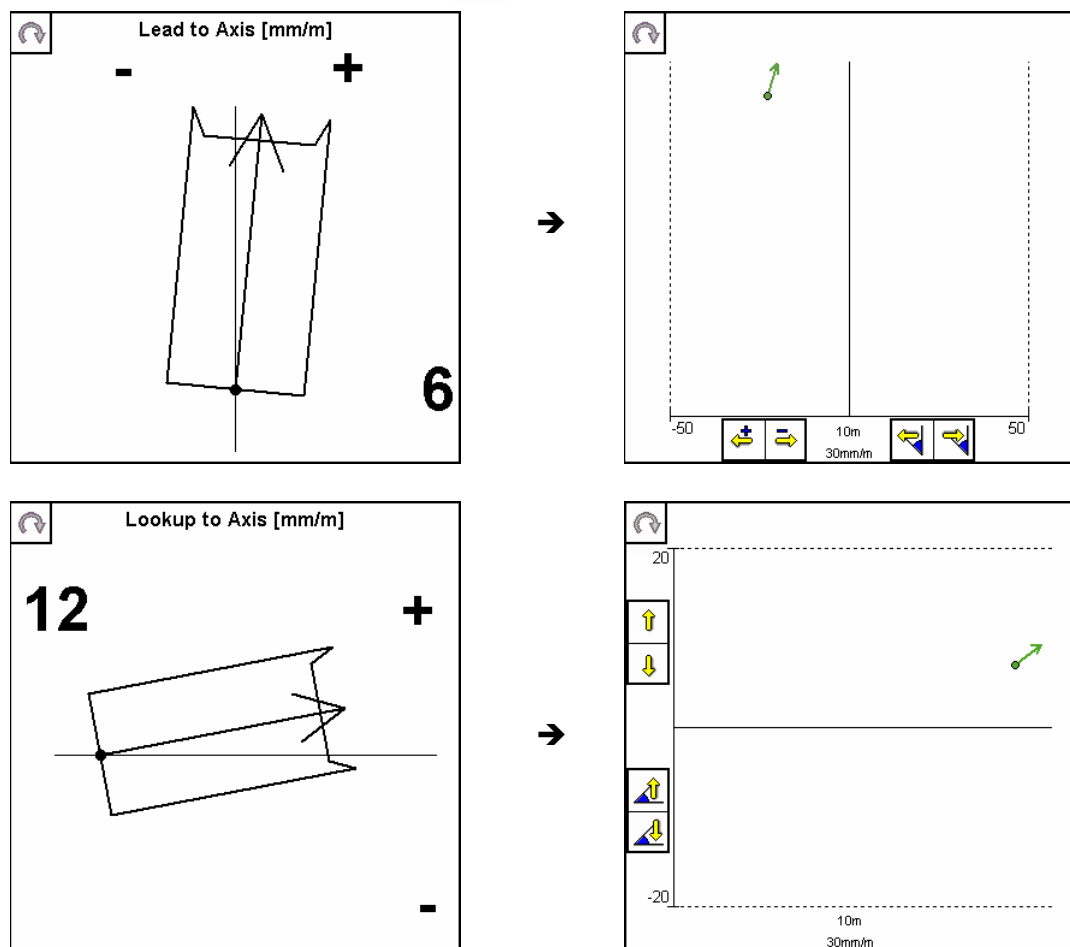 Lead to Axis [mm/m]
- +
6
➔
-50 50
+ -
10m
30mm/m
Lookup to Axis [mm/m]
12
+
-
➔
20
-20
10m
30mm/m